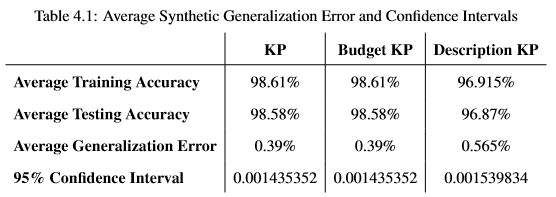 Table 4.1: Average Synthetic Generalization Error and Confidence Intervals
KP Budget KP Description KP
Average Training Accuracy 98.61% 98.61% 96.915%
Average Testing Accuracy 98.58% 98.58% 96.87%
Average Generalization Error 0.39% 0.39% 0.565%
95% Confidence Interval 0.001435352 0.001435352 0.001539834